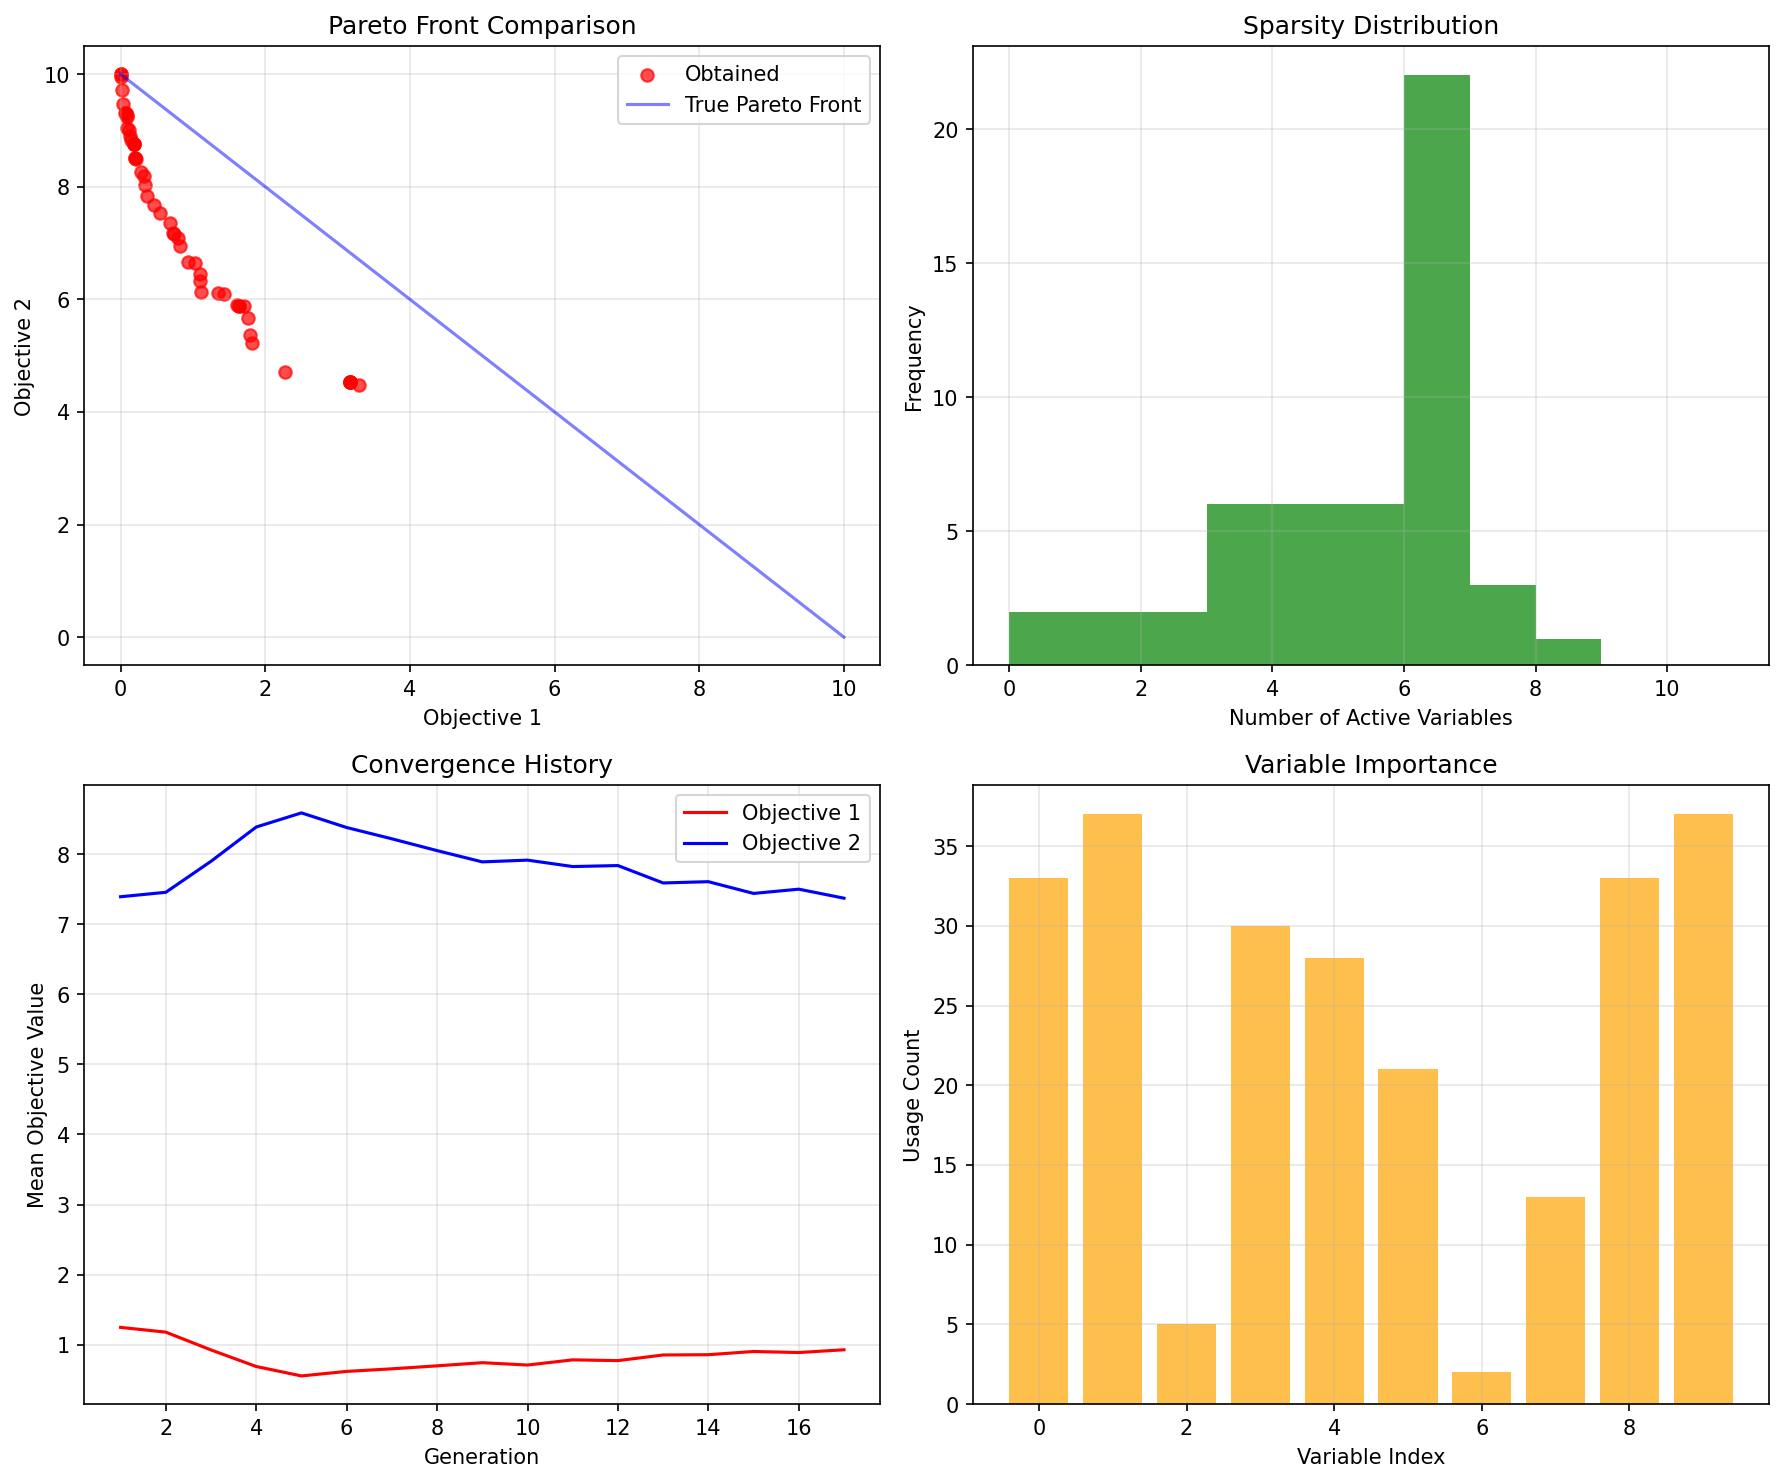 Pareto Front Comparison
Obtained
True Pareto Front
10
8
6
4
2
0
Objective 2
0 2 4 6 8 10
Objective 1
Sparsity Distribution
20
15
10
5
0
Frequency
0 2 4 6 8 10
Number of Active Variables
Convergence History
Objective 1
Objective 2
8
7
6
5
4
3
2
1
Mean Objective Value
2 4 6 8 10 12 14 16
Generation
Variable Importance
35
30
25
20
15
10
5
0
Usage Count
0 2 4 6 8
Variable Index